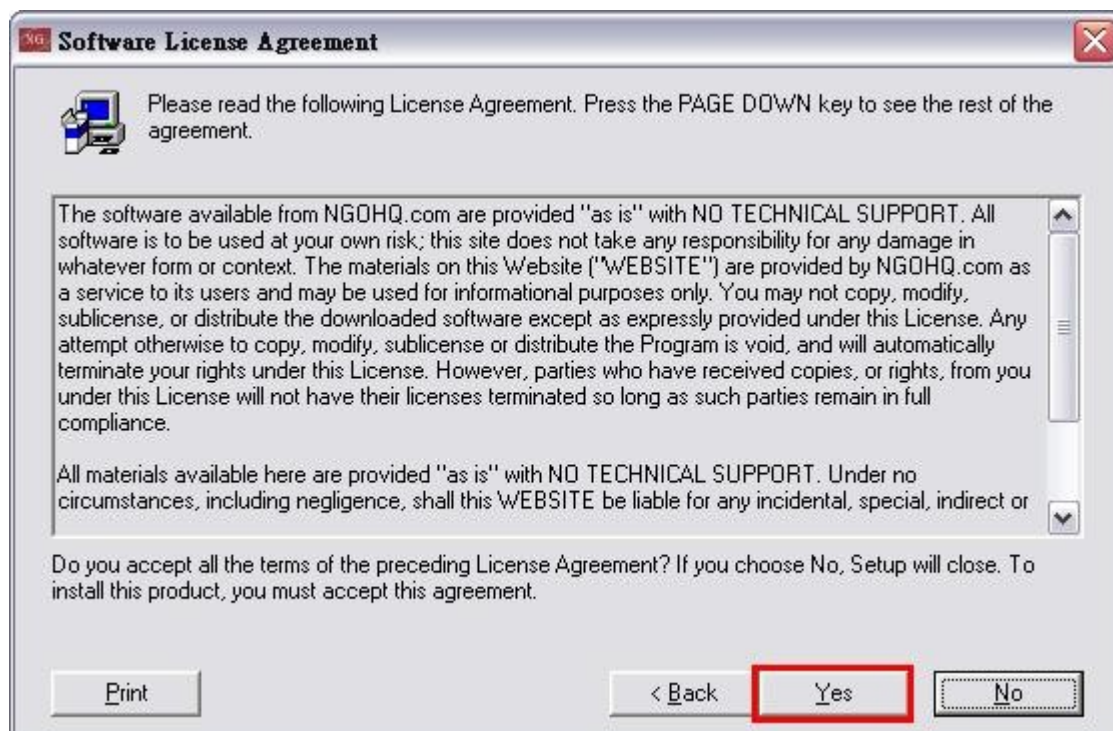 NG Software License Agreement
Please read the following License Agreement. Press the PAGE DOWN key to see the rest of the
agreement.
The software available from NGOHQ.com are provided "as is" with NO TECHNICAL SUPPORT. All
software is to be used at your own risk; this site does not take any responsibility for any damage in
whatever form or context. The materials on this Website ("WEBSITE") are provided by NGOHQ.com as
a service to its users and may be used for informational purposes only. You may not copy, modify,
sublicense, or distribute the downloaded software except as expressly provided under this License. Any
attempt otherwise to copy, modify, sublicense or distribute the Program is void, and will automatically
terminate your rights under this License. However, parties who have received copies, or rights, from you
under this License will not have their licenses terminated so long as such parties remain in full
compliance.
All materials available here are provided "as is" with NO TECHNICAL SUPPORT. Under no
circumstances, including negligence, shall this WEBSITE be liable for any incidental, special, indirect or
Do you accept all the terms of the preceding License Agreement? If you choose No, Setup will close. To
install this product, you must accept this agreement.
Print < Back Yes No